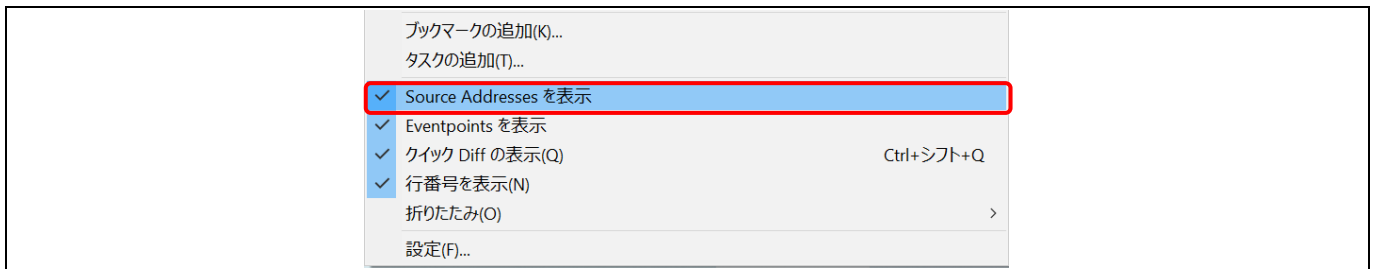 ブックマークの追加(K)...
タスクの追加(T)...
Source Addresses を表示
Eventpoints を表示
クイック Diff の表示(Q) Ctrl+シフト+Q
行番号を表示(N)
折りたたみ(O)
設定(F)...